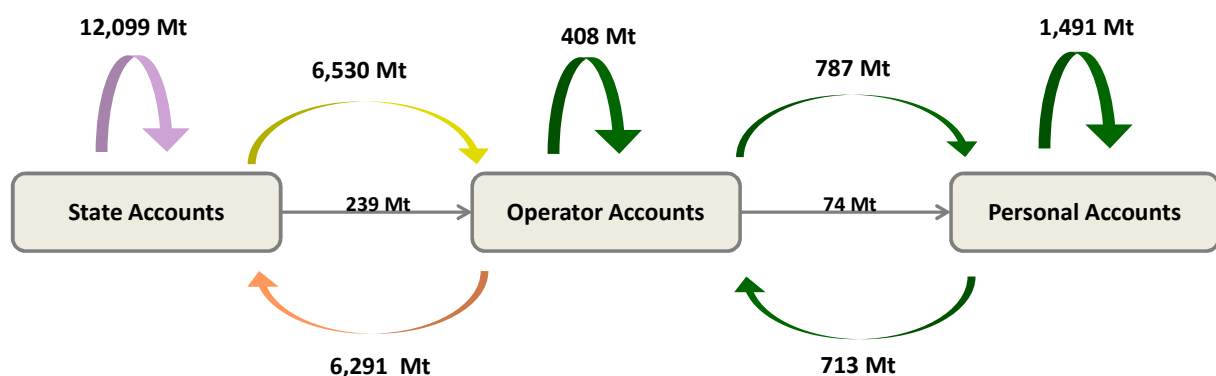 12,099 Mt
408 Mt
1,491 Mt
6,530 Mt
787 Mt
State Accounts
239 Mt
Operator Accounts
74 Mt
Personal Accounts
6,291 Mt
713 Mt